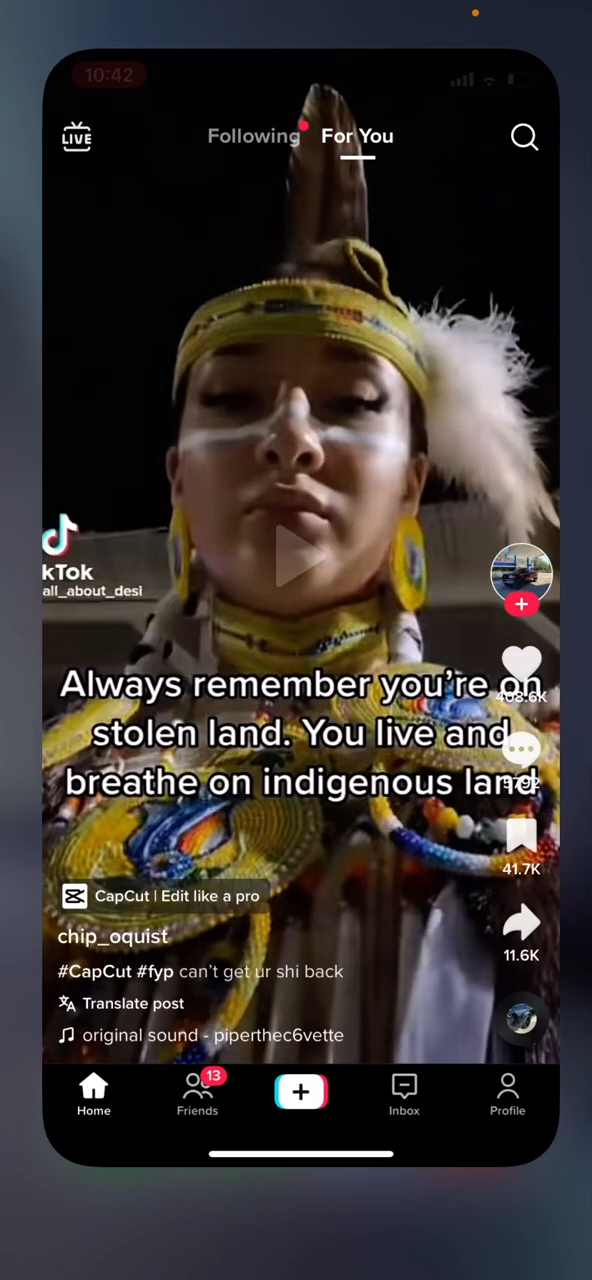 10:42
LIVE
Following
For You
kTok
all_about_desi
Always remember you're on
stolen land. You live and
breathe on indigenous land
408.6K
5792
41.7K
11.6K
CapCut | Edit like a pro
chip_oquist
#CapCut #fyp can't get ur shi back
Translate post
original sound - piperthec6vette
13
Home
Friends
Inbox
Profile